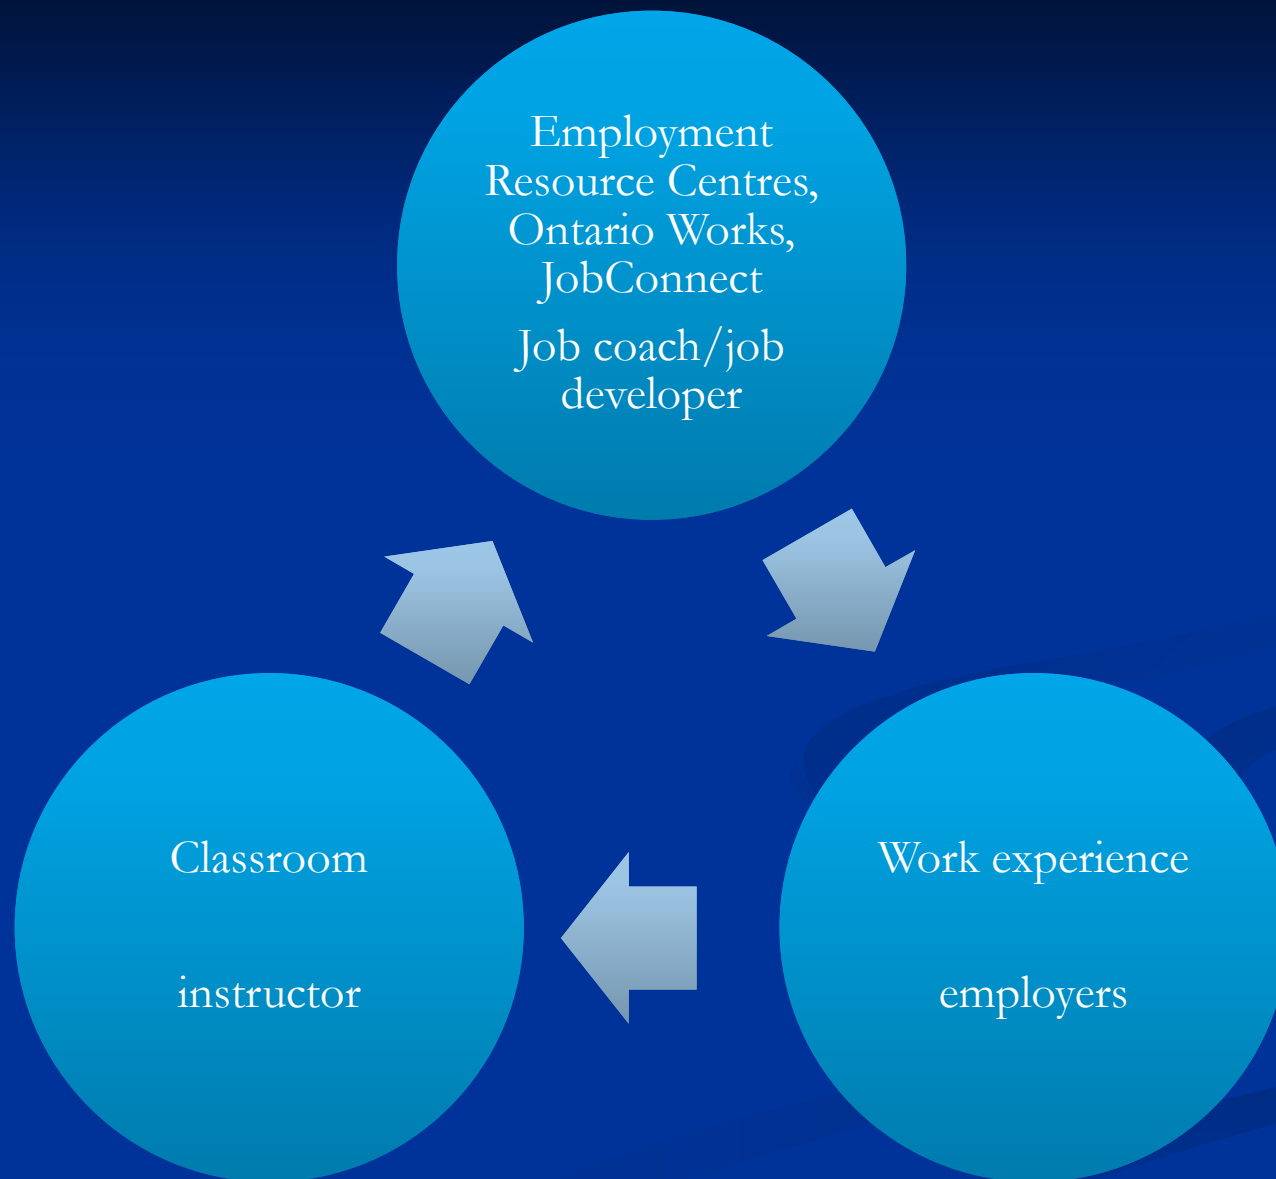 Employment
Resource Centres,
Ontario Works,
JobConnect
Job coach/job
developer
Classroom
instructor
Work experience
employers